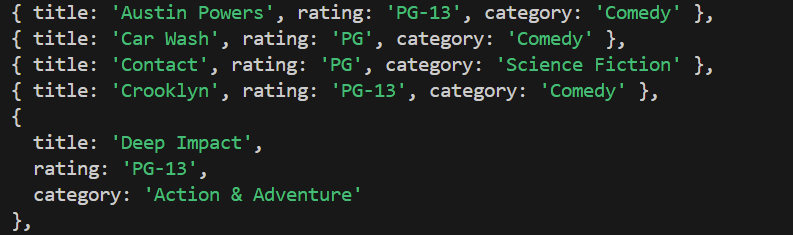 { title: 'Austin Powers', rating: 'PG-13', category: 'Comedy' },
{ title: 'Car Wash', rating: 'PG', category: 'Comedy' },
{ title: 'Contact', rating: 'PG', category: 'Science Fiction' },
{ title: 'Crooklyn', rating: 'PG-13', category: 'Comedy' },
{
  title: 'Deep Impact',
  rating: 'PG-13',
  category: 'Action & Adventure'
},